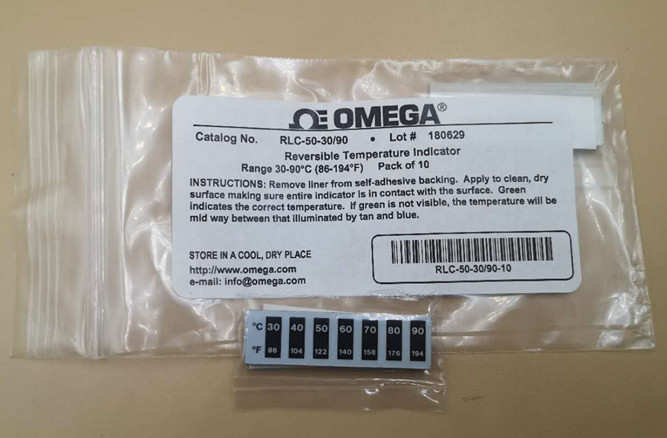 OMEGA®
Catalog No. RLC-50-30/90 • Lot # 180629
Reversible Temperature Indicator
Range 30-90°C (86-194°F) Pack of 10
INSTRUCTIONS: Remove liner from self-adhesive backing. Apply to clean, dry
surface making sure entire indicator is in contact with the surface. Green
indicates the correct temperature. If green is not visible, the temperature will be
mid way between that illuminated by tan and blue.
STORE IN A COOL, DRY PLACE
http://www.omega.com
e-mail: info@omega.com
RLC-50-30/90-10
°C 30 40 50 60 70 80 90
°F 86 104 122 140 158 176 194